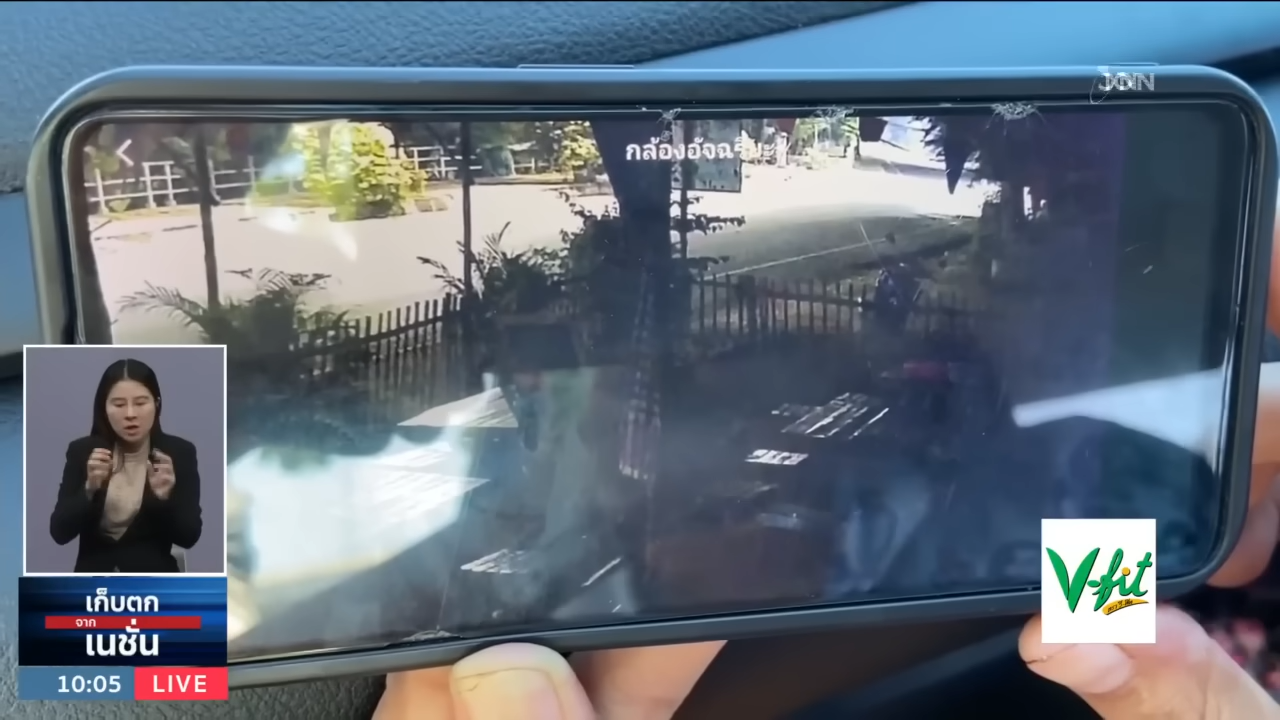 JKN
กล้องอัจฉริยะ
V-fit
เก็บตก
จาก
เนชั่น
10:05 LIVE